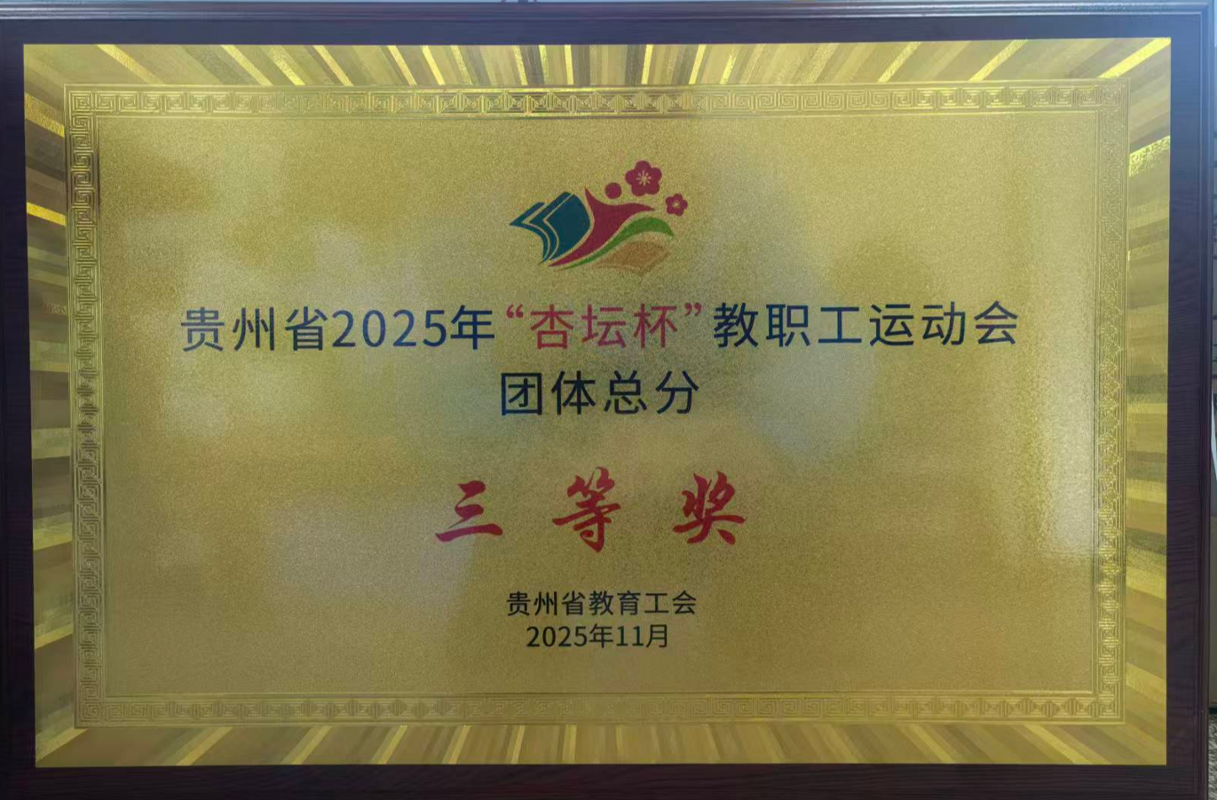 贵州省2025年“杏坛杯”教职工运动会
团体总分
三等奖
贵州省教育工会
2025年11月